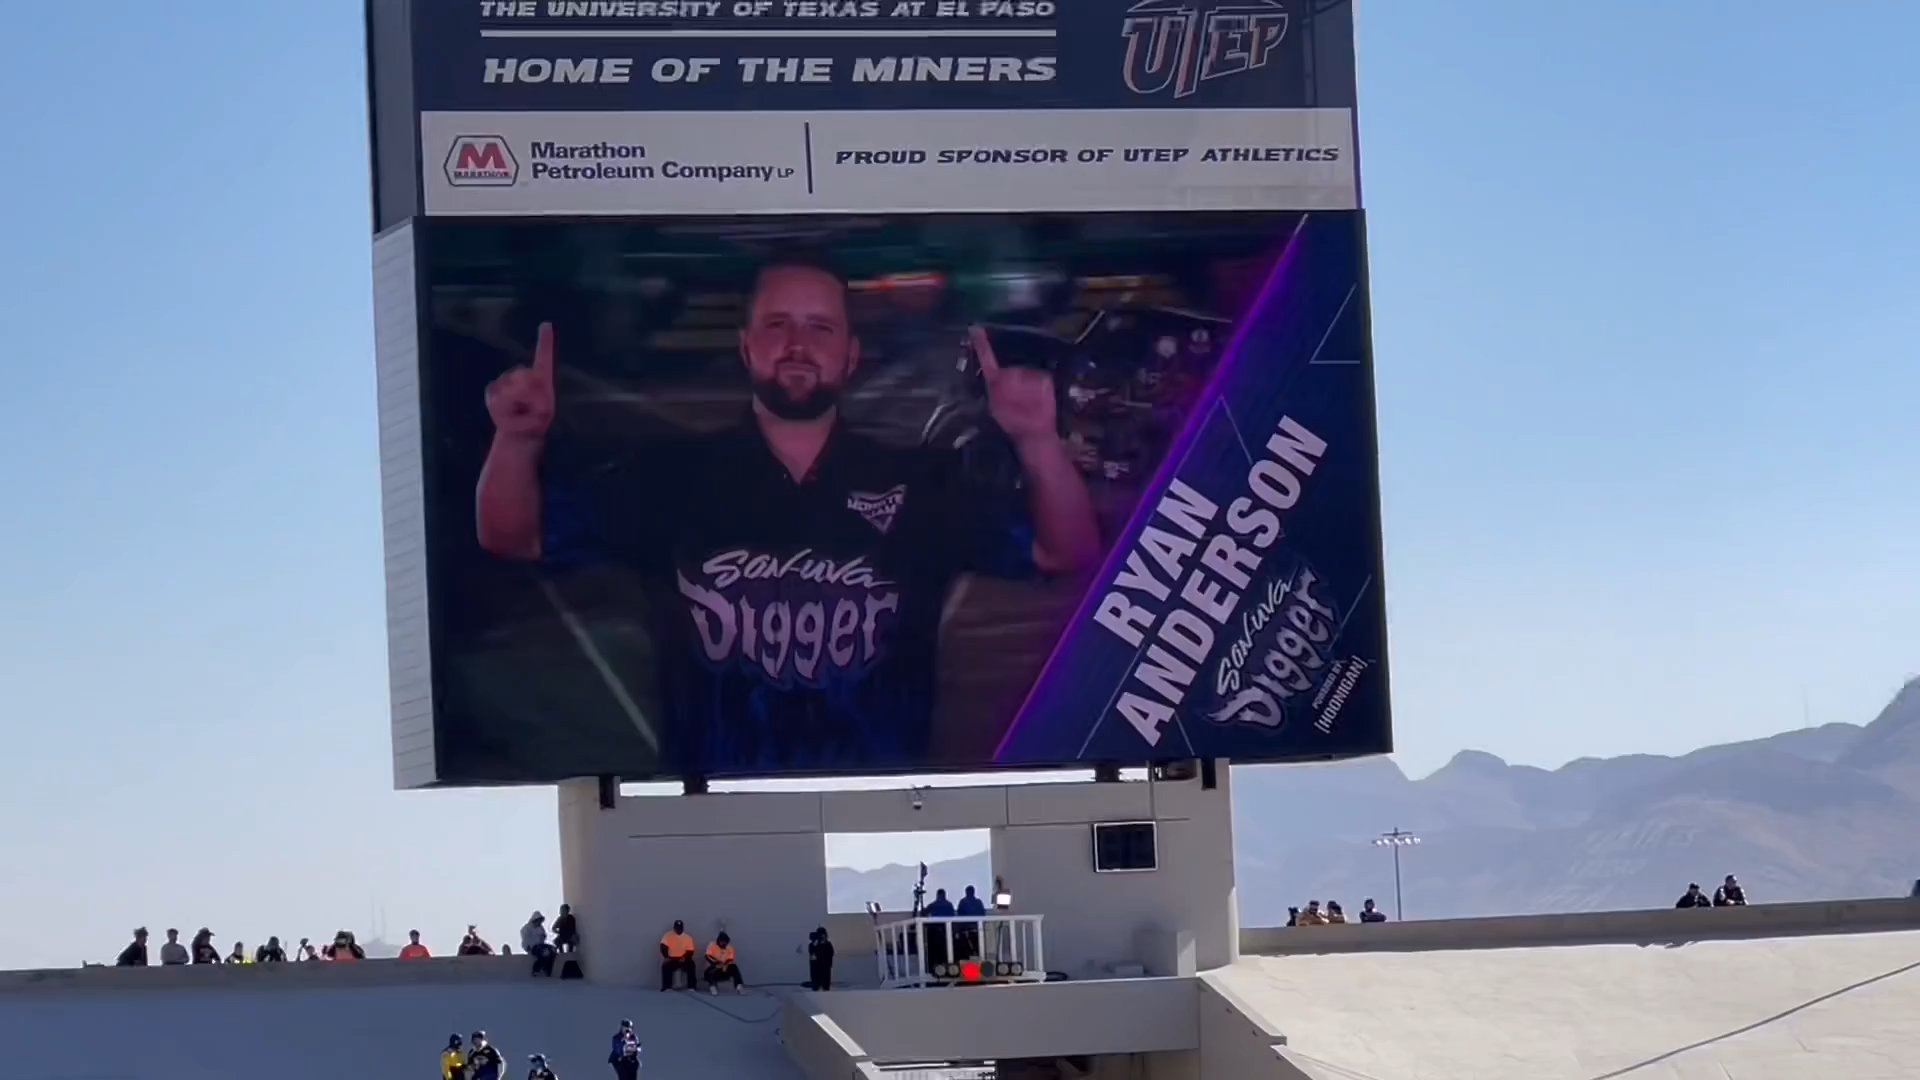 THE UNIVERSITY OF TEXAS AT EL PASO
HOME OF THE MINERS
UTEP
M
MARATHON
Marathon
Petroleum Company LP
PROUD SPONSOR OF UTEP ATHLETICS
MONSTER
JAM
SON-UVA
Digger
RYAN
ANDERSON
SON-UVA
Digger
POWERED BY
[HOONIGAN]